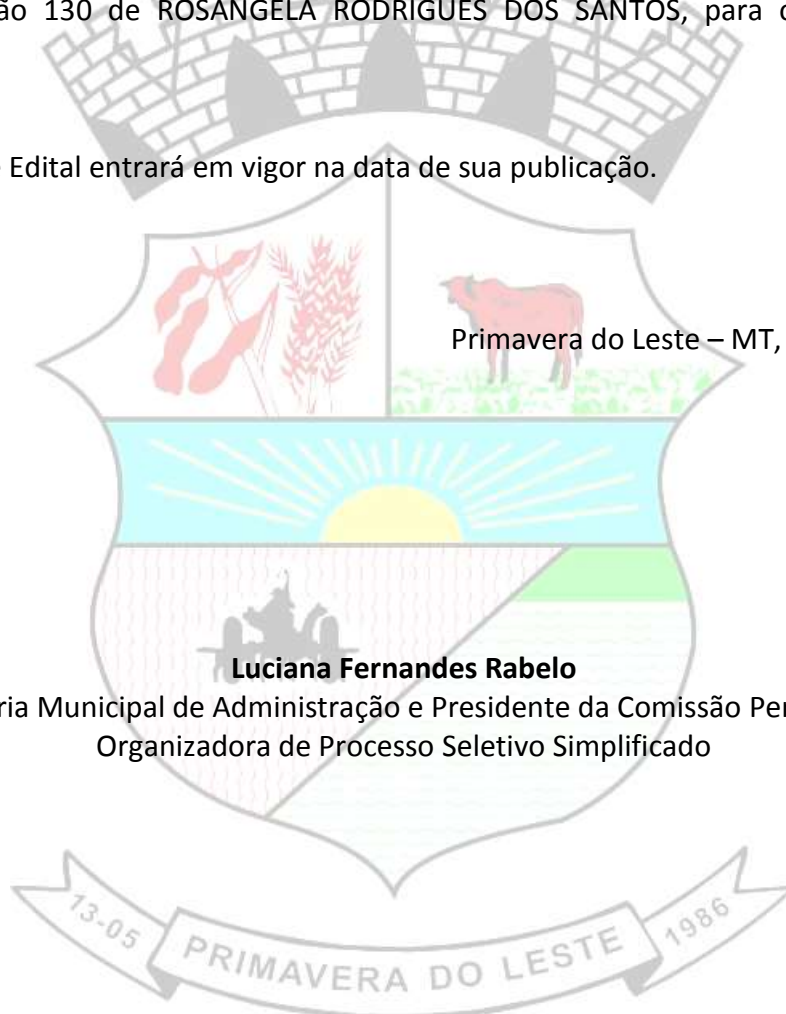 ão 130 de ROSANGELA RODRIGUES DOS SANTOS, para o
Edital entrará em vigor na data de sua publicação.
Primavera do Leste – MT,
Luciana Fernandes Rabelo
ria Municipal de Administração e Presidente da Comissão Per
Organizadora de Processo Seletivo Simplificado
13-05 PRIMAVERA DO LESTE 1986